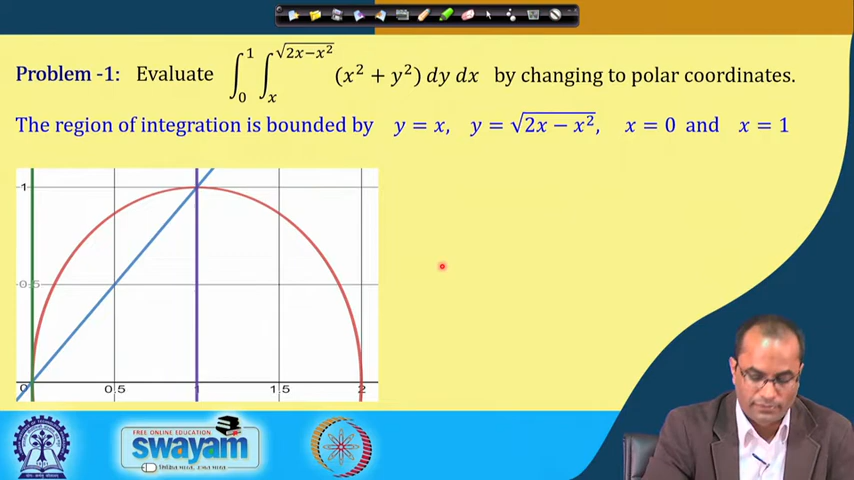 Problem -1: Evaluate ∫₀¹ ∫ₓ^√(2x−x²) (x² + y²) dy dx by changing to polar coordinates.
The region of integration is bounded by y = x, y = √(2x − x²), x = 0 and x = 1
1
0.5
0 0.5 1 1.5 2
FREE ONLINE EDUCATION
swayam